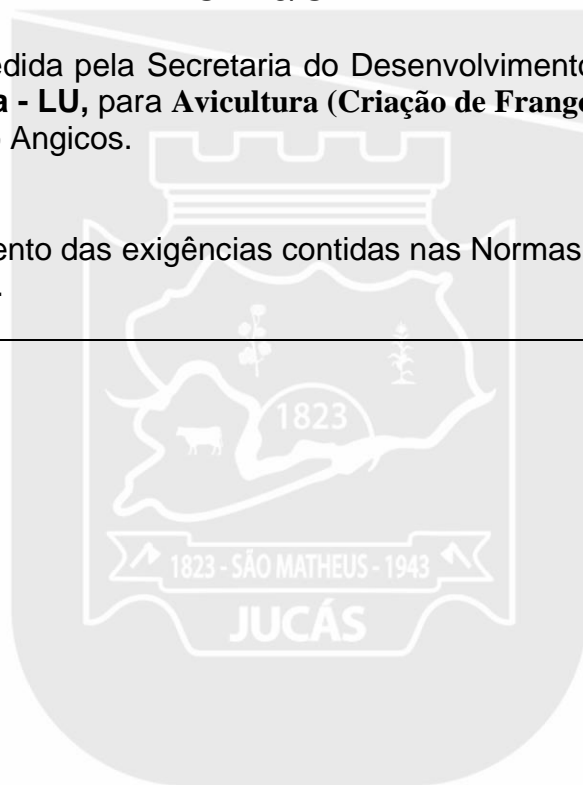 edida pela Secretaria do Desenvolvimento
a - LU, para Avicultura (Criação de Frango
Angicos.
ento das exigências contidas nas Normas
1823
1823 - SÃO MATHEUS - 1943
JUCÁS